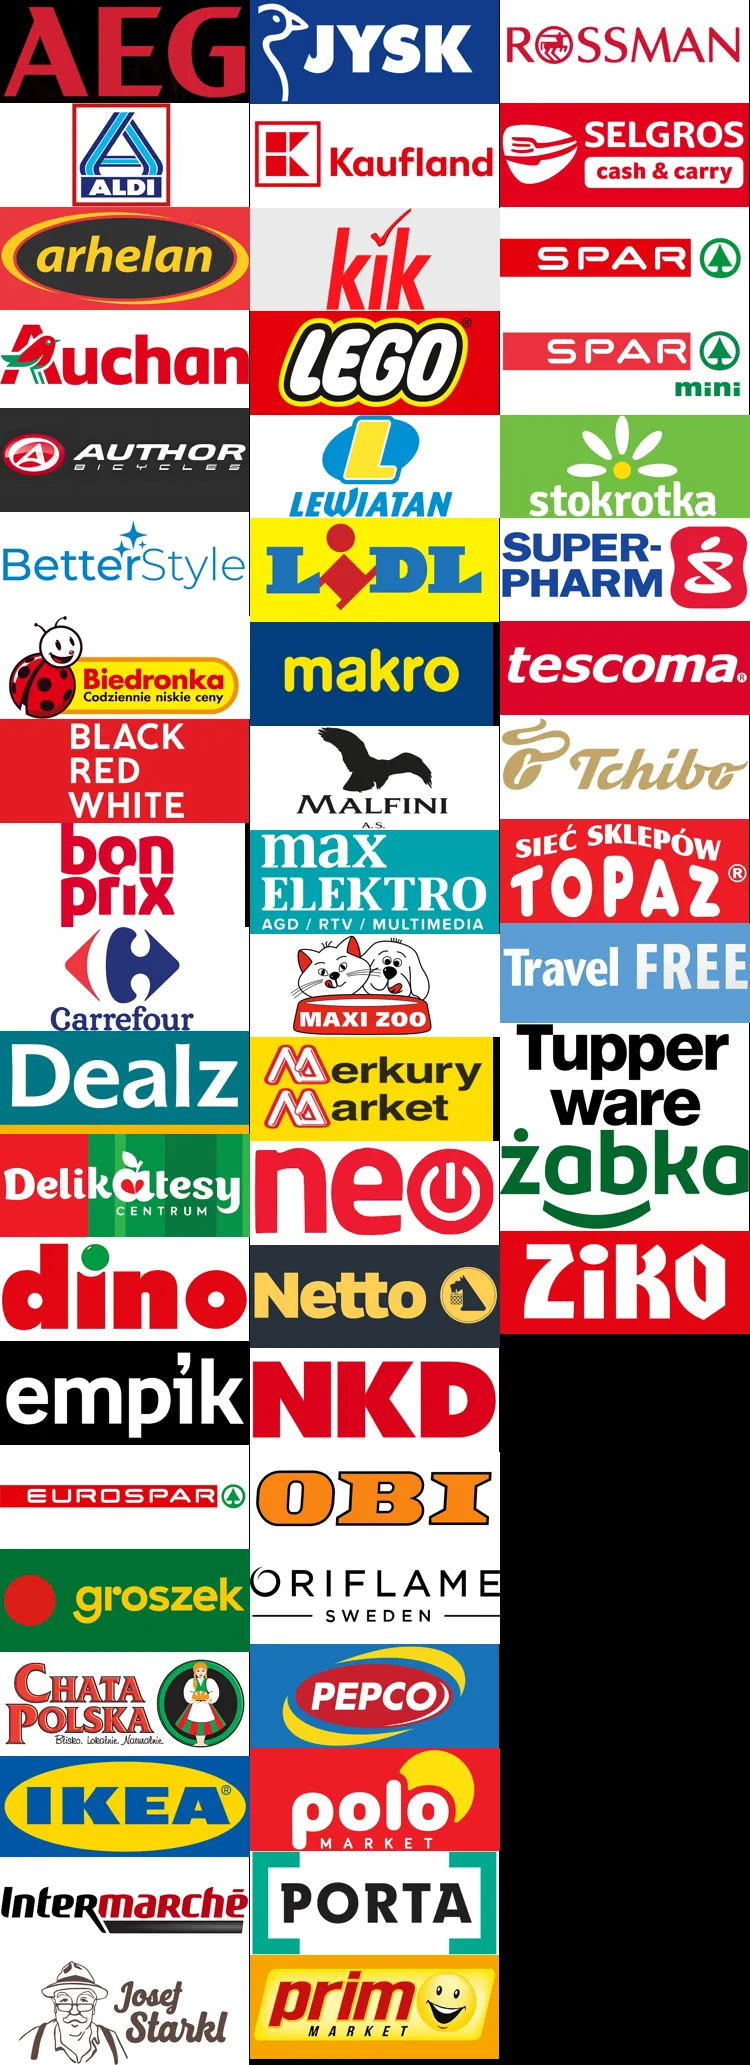 AEG
ALDI
arhelan
Auchan
A AUTHOR
BICYCLES
BetterStyle
Biedronka
Codziennie niskie ceny
BLACK
RED
WHITE
bon
prix
Carrefour
Dealz
Delikatesy
CENTRUM
dino
empik
EUROSPAR
groszek
CHATA
POLSKA
Blisko. Lokalnie. Naturalnie.
IKEA®
Intermarché
Josef
Starkl
JYSK
K Kaufland
kik
LEGO®
L
LEWIATAN
LIDL
makro
MALFINI
A.S.
max
ELEKTRO
AGD / RTV / MULTIMEDIA
MAXI ZOO
Merkury
Market
neo
Netto
NKD
OBI
ORIFLAME
SWEDEN
PEPCO
polo
MARKET
PORTA
prim
MARKET
ROSSMAN
SELGROS
cash & carry
SPAR
SPAR
mini
stokrotka
SUPER-
PHARM
tescoma®
Tchibo
SIEĆ SKLEPÓW
TOPAZ®
Travel FREE
Tupper
ware
żabka
ZIKO